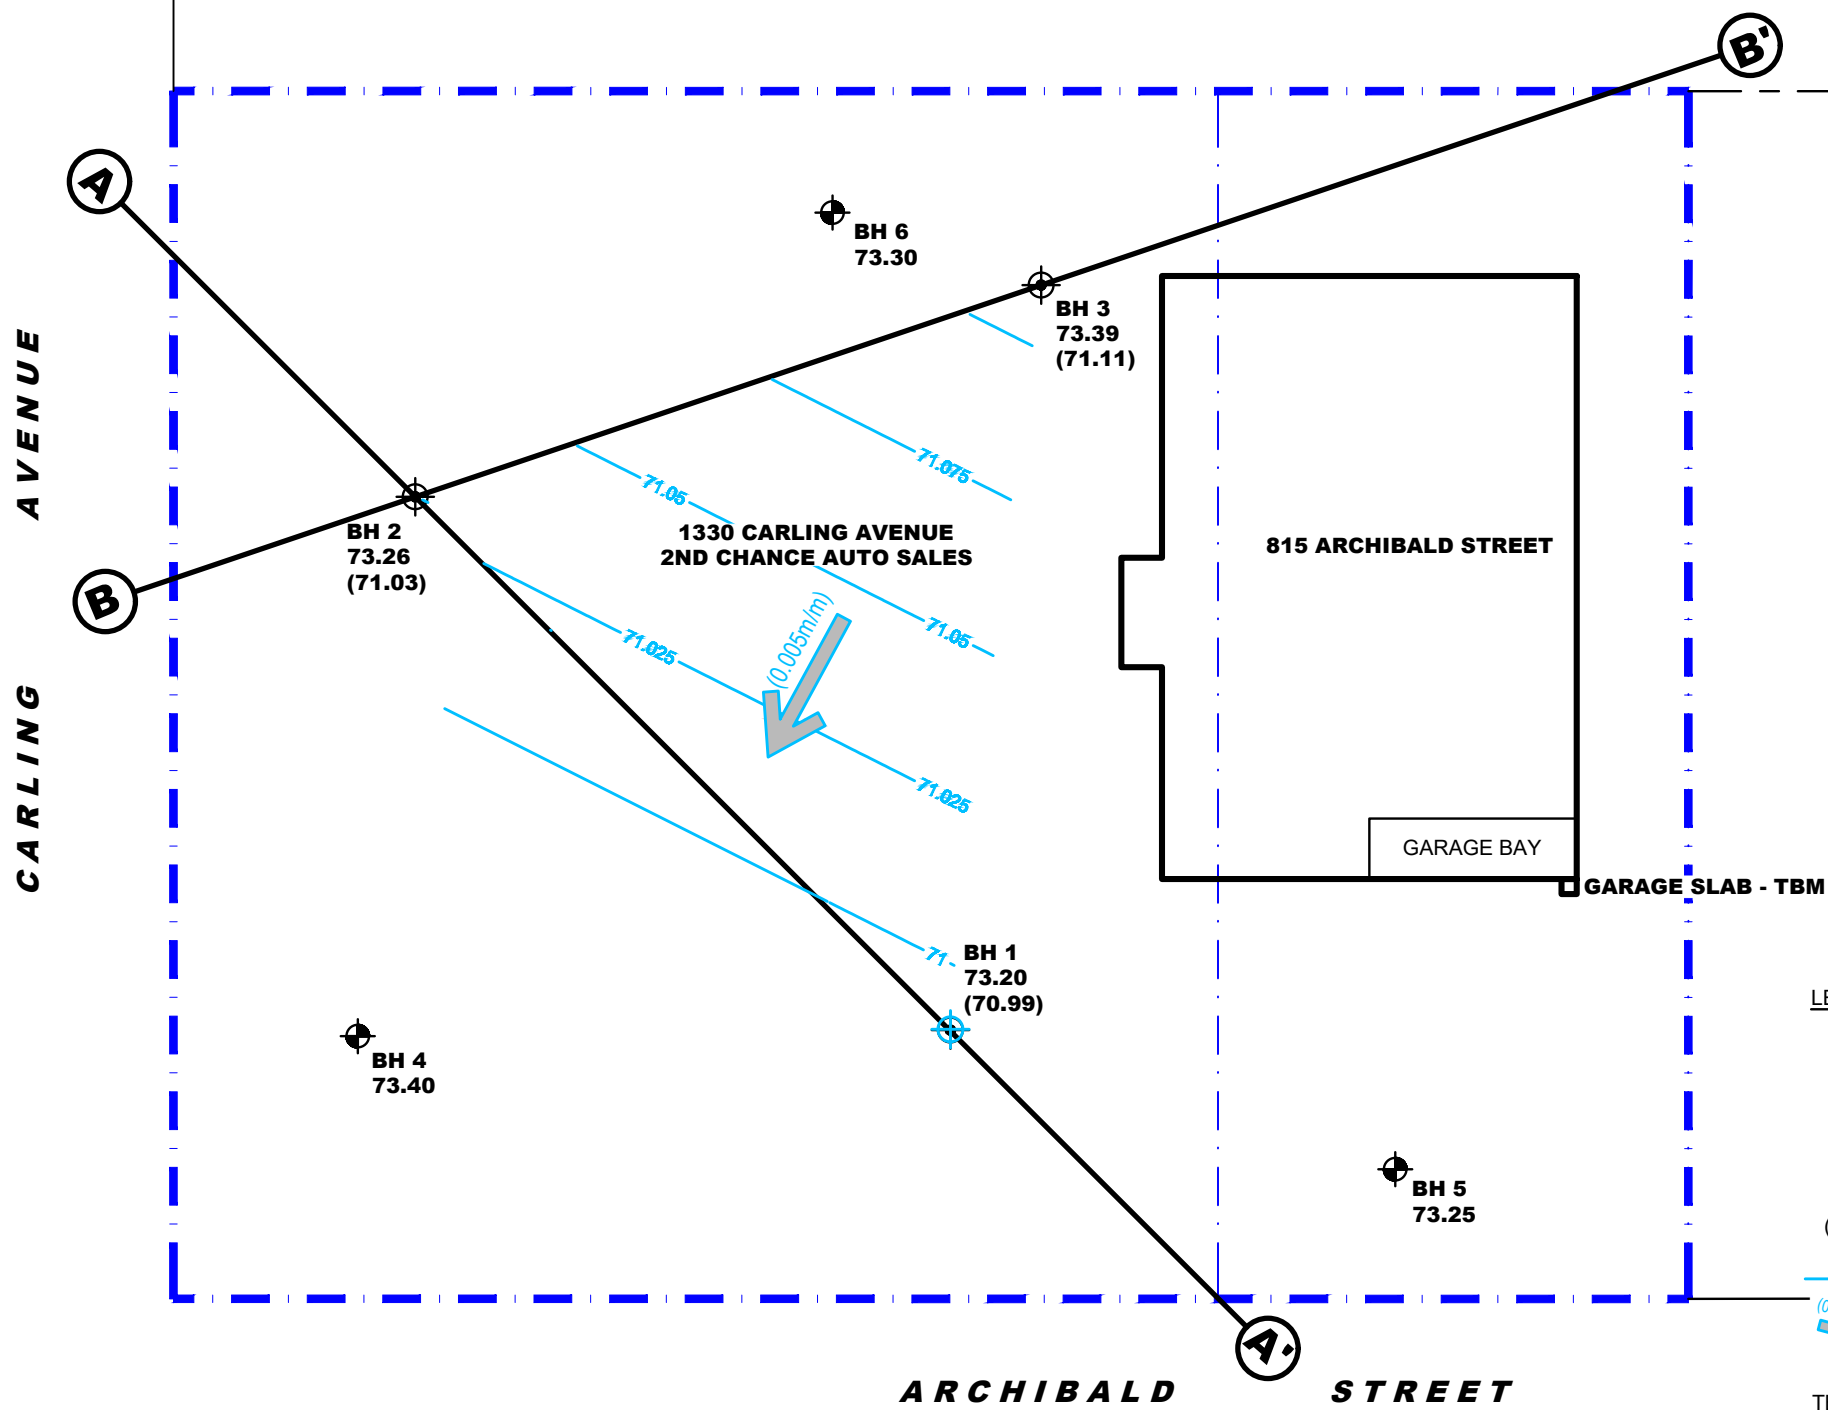 B'
A
BH 6
73.30
BH 3
73.39
(71.11)
CARLING AVENUE
71.075
71.05
1330 CARLING AVENUE
2ND CHANCE AUTO SALES
815 ARCHIBALD STREET
BH 2
73.26
(71.03)
B
(0.005m/m)
71.05
71.025
71.025
GARAGE BAY
GARAGE SLAB - TBM
71
BH 1
73.20
(70.99)
BH 4
73.40
BH 5
73.25
A'
ARCHIBALD STREET